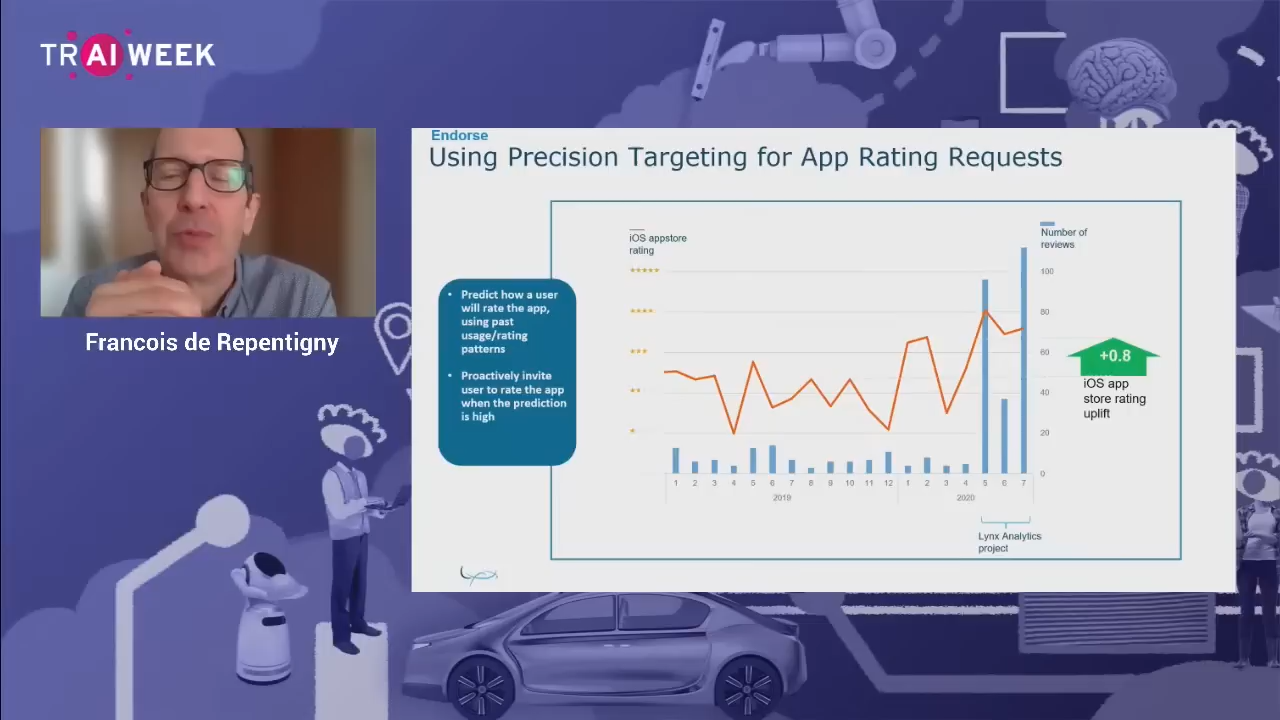 TRAI WEEK
Francois de Repentigny
Endorse
Using Precision Targeting for App Rating Requests
• Predict how a user
will rate the app,
using past
usage/rating
patterns
• Proactively invite
user to rate the app
when the prediction
is high
iOS appstore
rating
★★★★★
★★★★
★★★
★★
★
Number of
reviews
100
80
60
40
20
0
1 2 3 4 5 6 7 8 9 10 11 12 1 2 3 4 5 6 7
2019 2020
Lynx Analytics
project
+0.8
iOS app
store rating
uplift